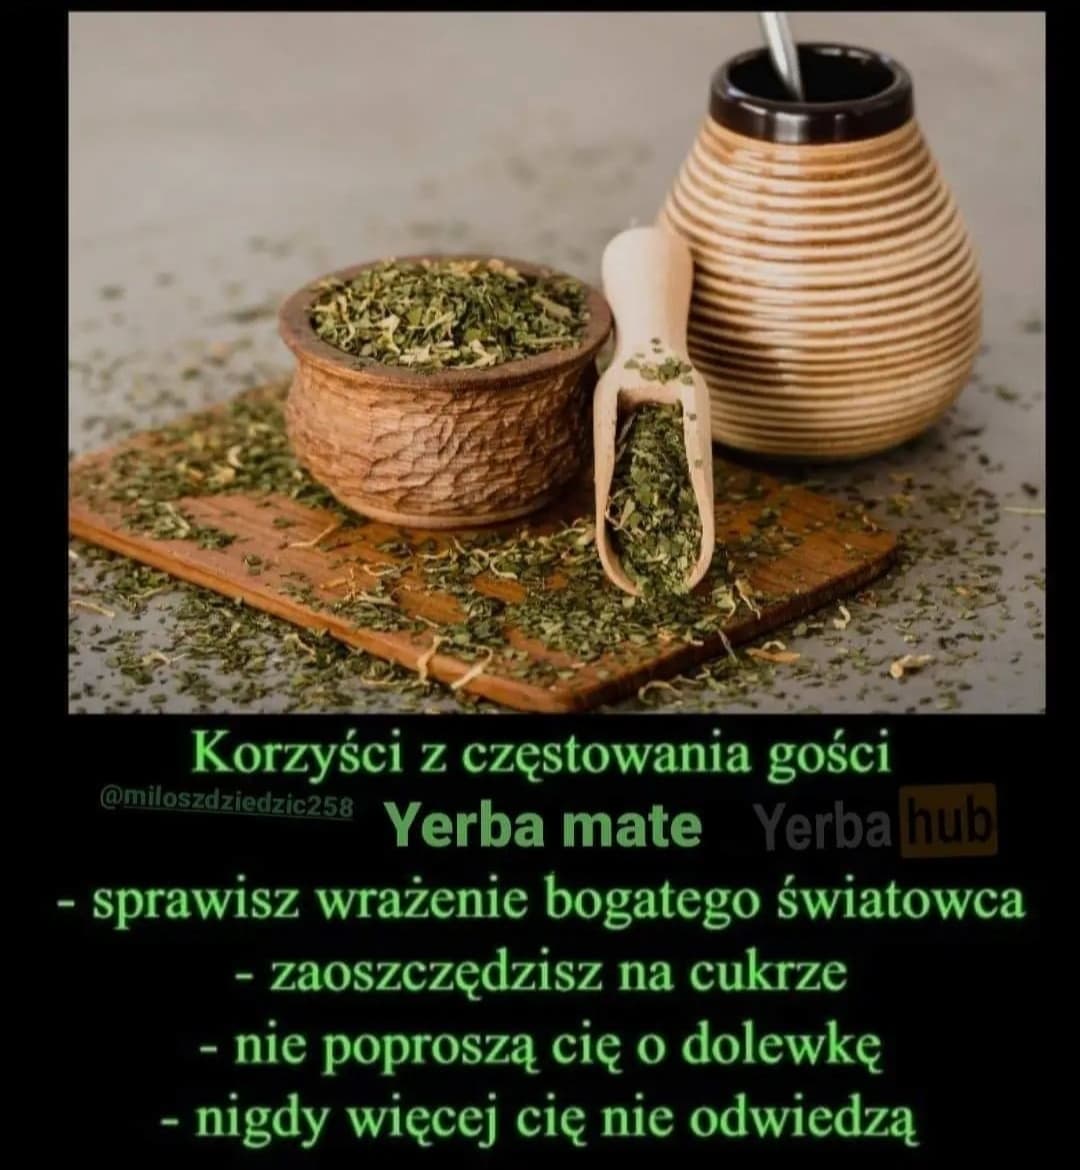 Korzyści z częstowania gości
@miloszdziedzic258 Yerba mate Yerba hub
- sprawisz wrażenie bogatego światowca
- zaoszczędzisz na cukrze
- nie poproszą cię o dolewkę
- nigdy więcej cię nie odwiedzą